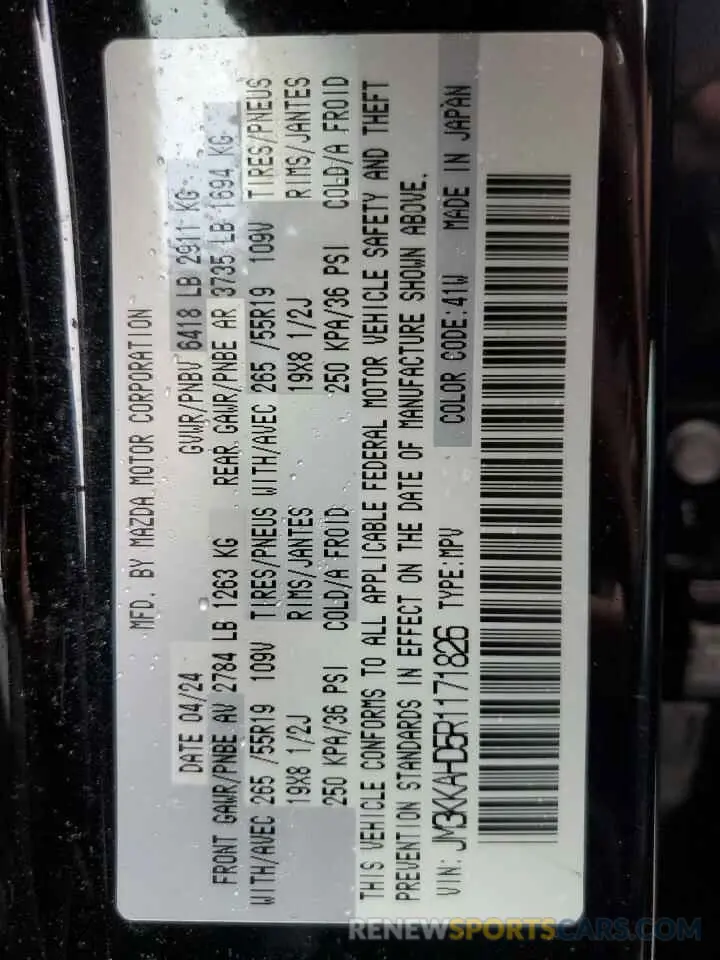 MFD. BY MAZDA MOTOR CORPORATION
DATE 04/24 GVWR/PNBV 6418 LB 2911 KG
FRONT GAWR/PNBE AV 2784 LB 1263 KG REAR GAWR/PNBE AR 3735 LB 1694 KG
WITH/AVEC 265 /55R19 109V TIRES/PNEUS WITH/AVEC 265 /55R19 109V TIRES/PNEUS
19X8 1/2J RIMS/JANTES 19X8 1/2J RIMS/JANTES
250 KPA/36 PSI COLD/A FROID 250 KPA/36 PSI COLD/A FROID
THIS VEHICLE CONFORMS TO ALL APPLICABLE FEDERAL MOTOR VEHICLE SAFETY AND THEFT
PREVENTION STANDARDS IN EFFECT ON THE DATE OF MANUFACTURE SHOWN ABOVE.
VIN: JM3KKAHD5R1171826 TYPE:MPV COLOR CODE:41W MADE IN JAPAN
RENEWSPORTSCAR.COM